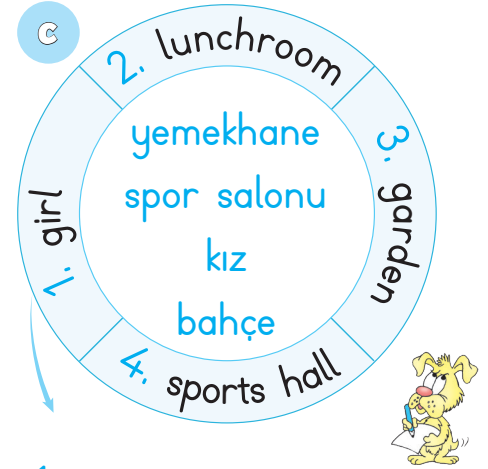 C
1. girl
2. lunchroom
3. garden
4. sports hall
yemekhane
spor salonu
kız
bahçe